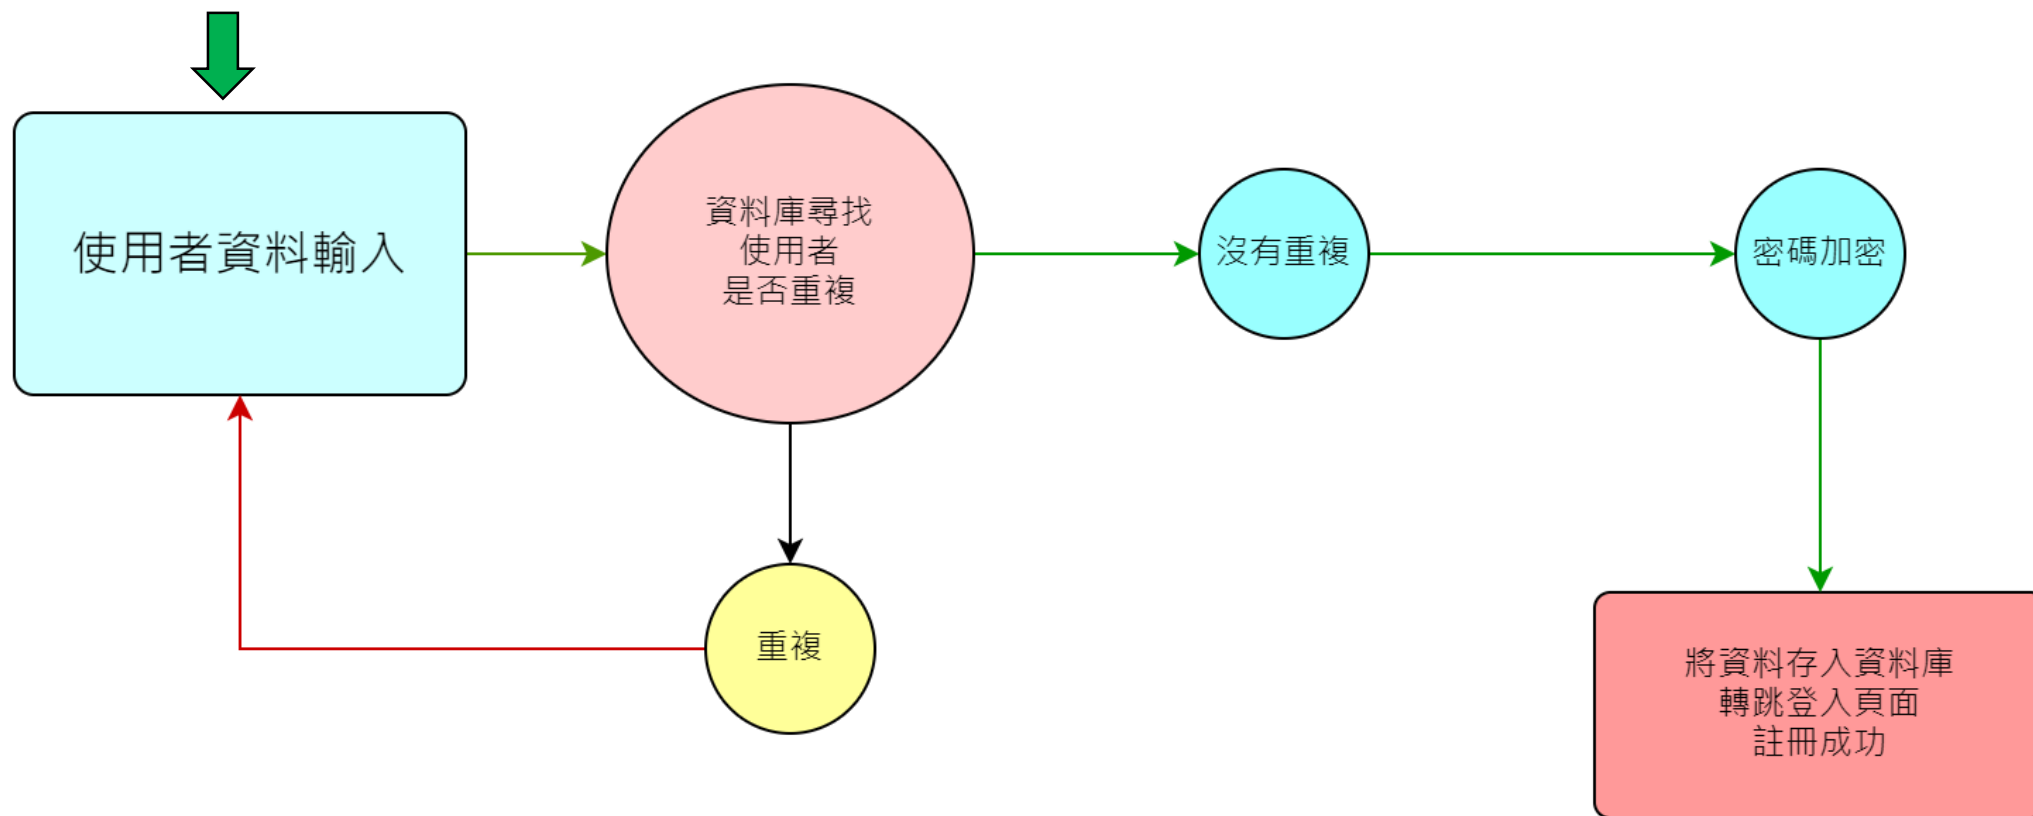 使用者資料輸入
資料庫尋找
使用者
是否重複
沒有重複
密碼加密
重複
將資料存入資料庫
轉跳登入頁面
註冊成功